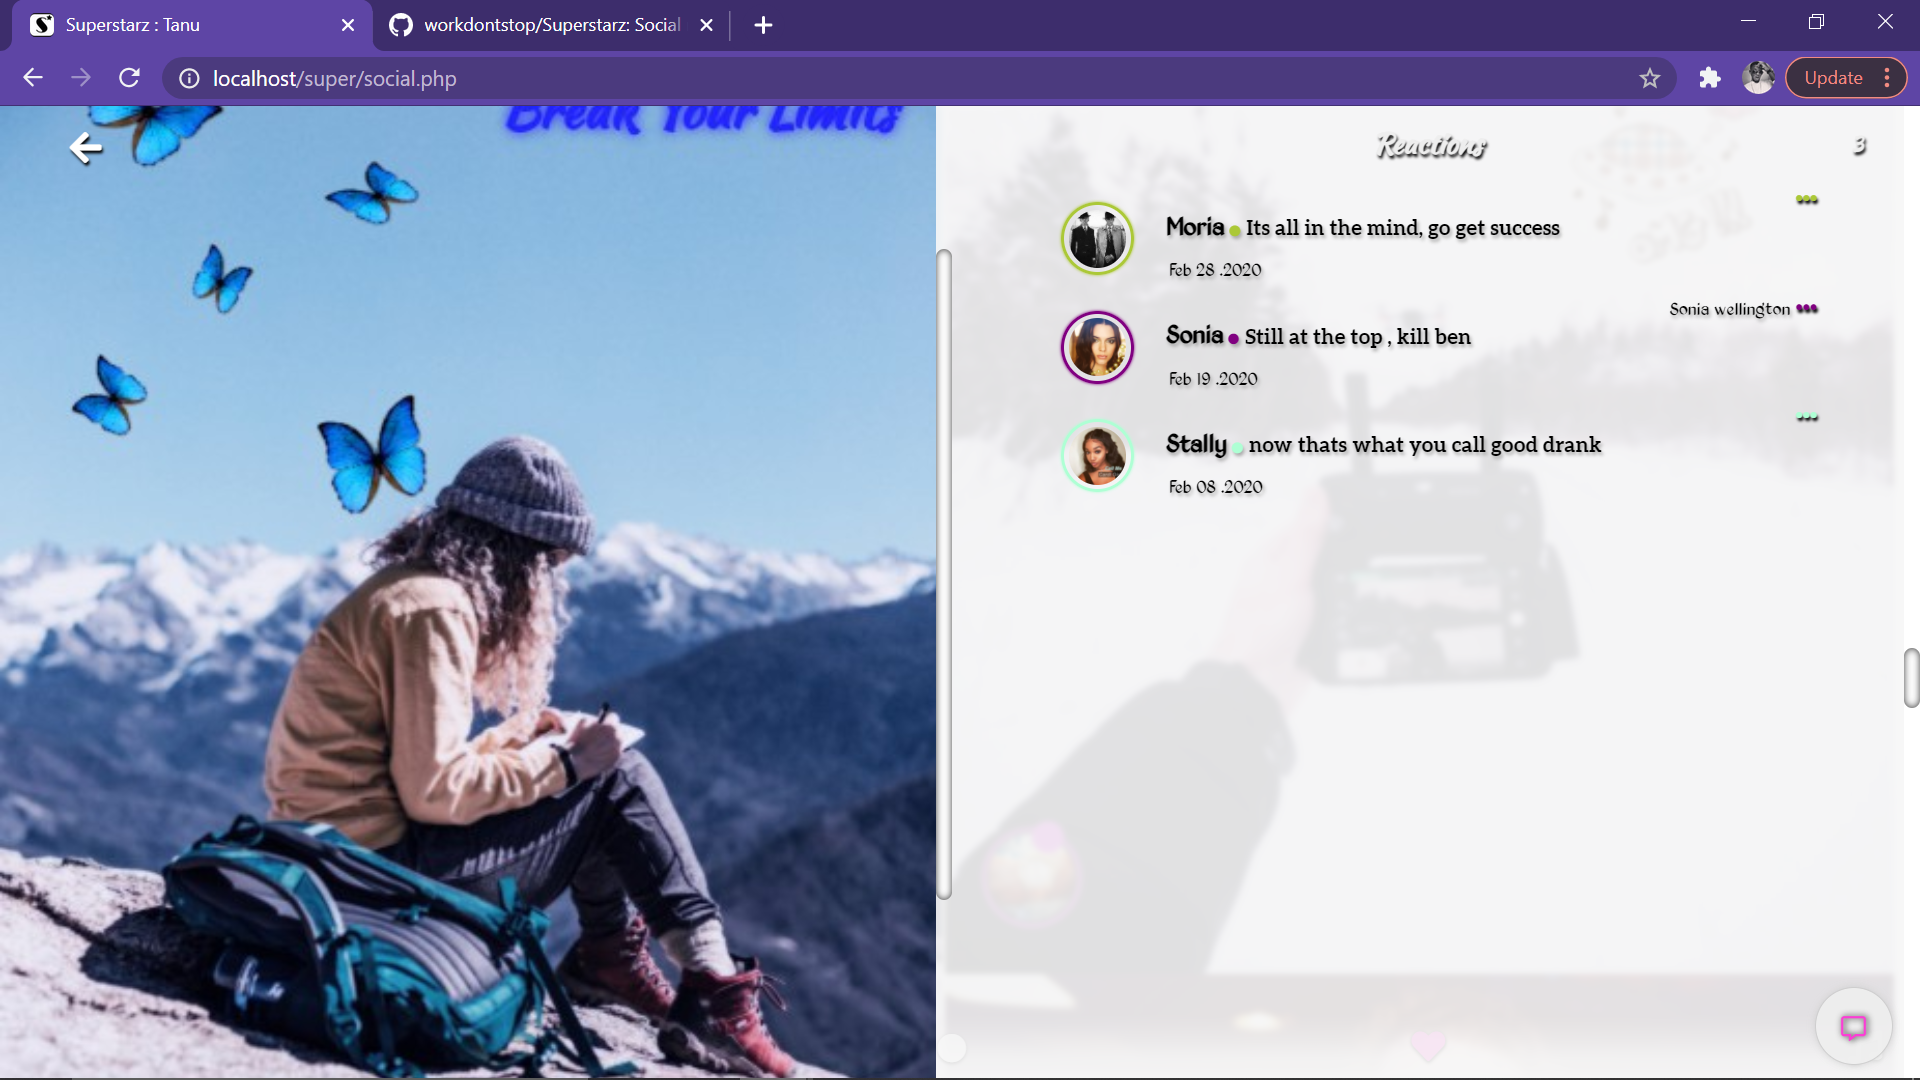 Superstarz : Tanu
workdontstop/Superstarz: Social
localhost/super/social.php
Update
Break Your Limits
Reactions
3
Moria Its all in the mind, go get success
Feb 28 .2020
Sonia wellington
Sonia Still at the top , kill ben
Feb 19 .2020
Stally now thats what you call good drank
Feb 08 .2020